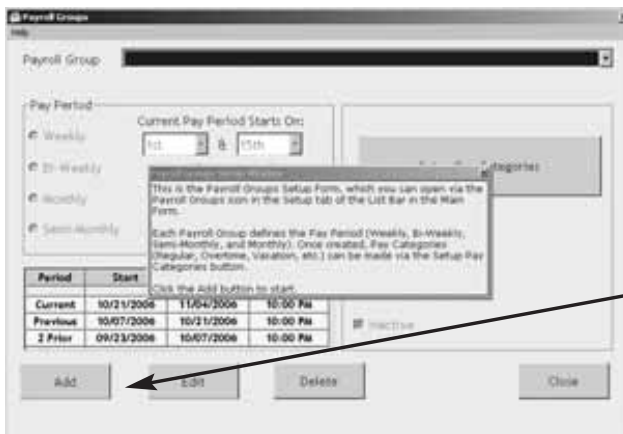 Payroll Groups
Help
Payroll Group
Pay Period
Current Pay Period Starts On:
Weekly
1st & 15th
Bi-Weekly
Categories
Monthly
Semi-Monthly
This is the Payroll Groups Setup Form, which you can open via the
Payroll Groups icon in the Setup tab of the List Bar in the Main
Form.
Each Payroll Group defines the Pay Period (Weekly, Bi-Weekly,
Semi-Monthly, and Monthly). Once created, Pay Categories
(Regular, Overtime, Vacation, etc.) can be made via the Setup Pay
Categories button.
Click the Add button to start.
Period Start
Current 10/21/2006 11/04/2006 10:00 PM
Previous 10/07/2006 10/21/2006 10:00 PM
2 Prior 09/23/2006 10/07/2006 10:00 PM
Inactive
Add Edit Delete Close